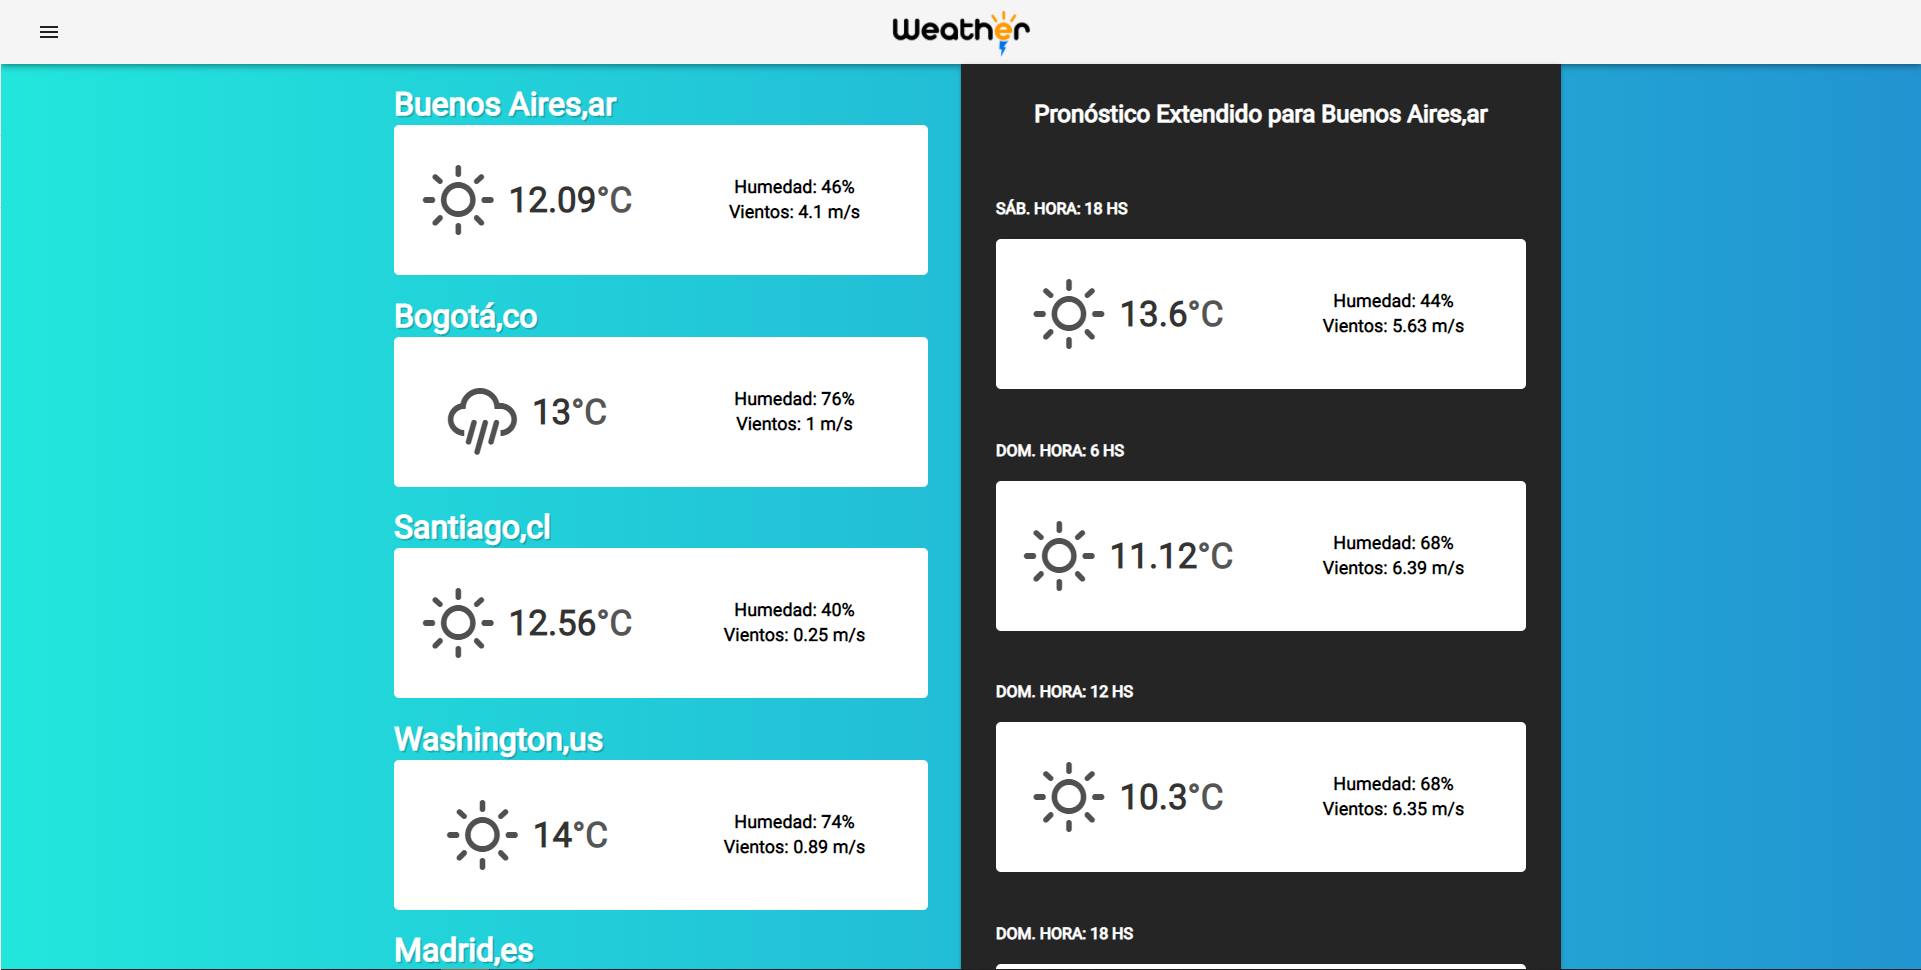 Weather
Buenos Aires,ar
12.09°C
Humedad: 46%
Vientos: 4.1 m/s
Bogotá,co
13°C
Humedad: 76%
Vientos: 1 m/s
Santiago,cl
12.56°C
Humedad: 40%
Vientos: 0.25 m/s
Washington,us
14°C
Humedad: 74%
Vientos: 0.89 m/s
Madrid,es
Pronóstico Extendido para Buenos Aires,ar
SÁB. HORA: 18 HS
13.6°C
Humedad: 44%
Vientos: 5.63 m/s
DOM. HORA: 6 HS
11.12°C
Humedad: 68%
Vientos: 6.39 m/s
DOM. HORA: 12 HS
10.3°C
Humedad: 68%
Vientos: 6.35 m/s
DOM. HORA: 18 HS